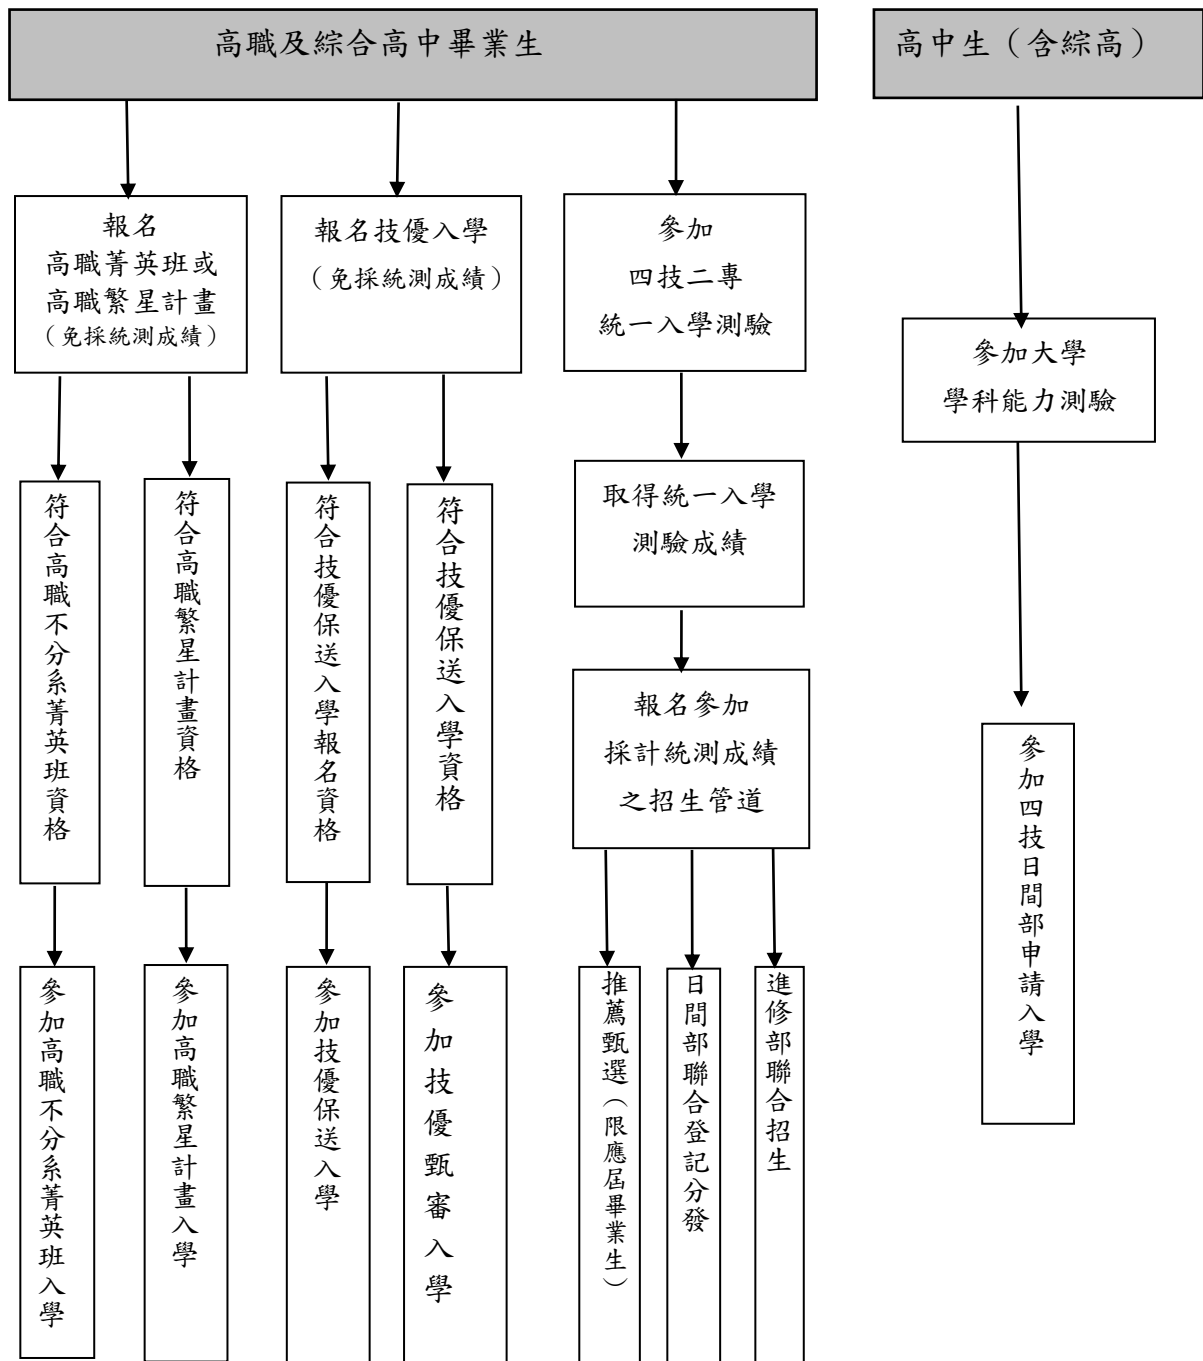 高職及綜合高中畢業生
高中生（含綜高）
報名
高職菁英班或
高職繁星計畫
（免採統測成績）
報名技優入學
（免採統測成績）
參加
四技二專
統一入學測驗
參加大學
學科能力測驗
符合高職不分系菁英班資格
符合高職繁星計畫資格
符合技優保送入學報名資格
符合技優保送入學資格
取得統一入學
測驗成績
報名參加
採計統測成績
之招生管道
參加四技日間部申請入學
參加高職不分系菁英班入學
參加高職繁星計畫入學
參加技優保送入學
參加技優甄審入學
推薦甄選（限應屆畢業生）
日間部聯合登記分發
進修部聯合招生